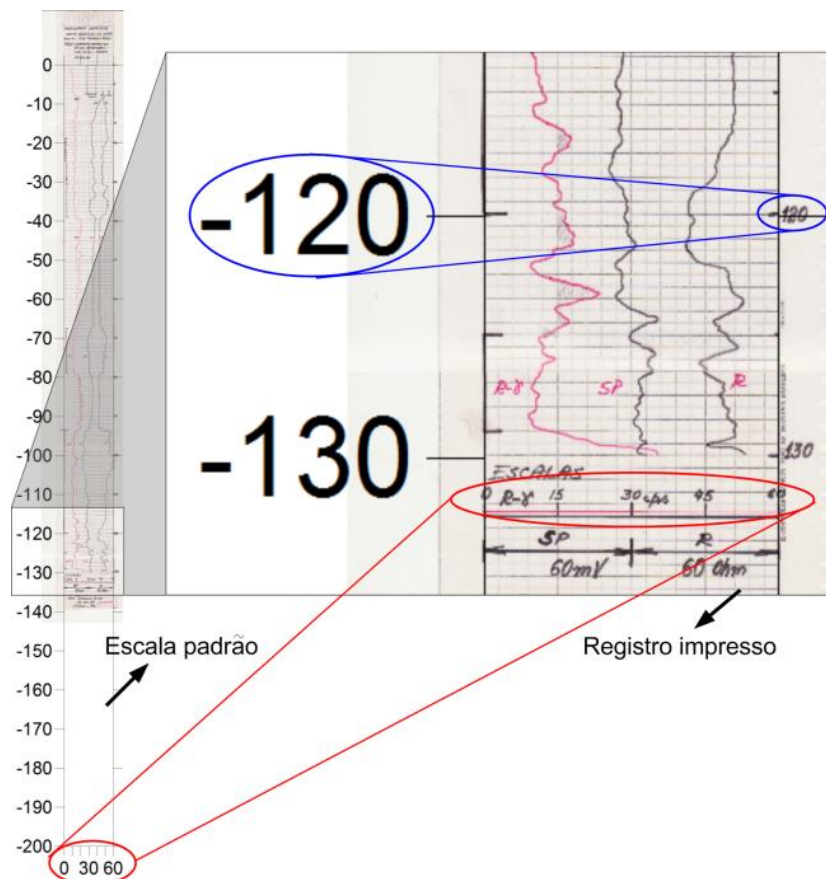 0
-10
-20
-30
-40
-50
-60
-70
-80
-90
-100
-110
-120
-130
-140
-150
-160
-170
-180
-190
-200
0 30 60
-120
-130
120
R-γ SP R
130
ESCALAS
0 15 30 cps 45 60
R-γ
SP R
60mV 60 Ohm
Escala padrão
Registro impresso